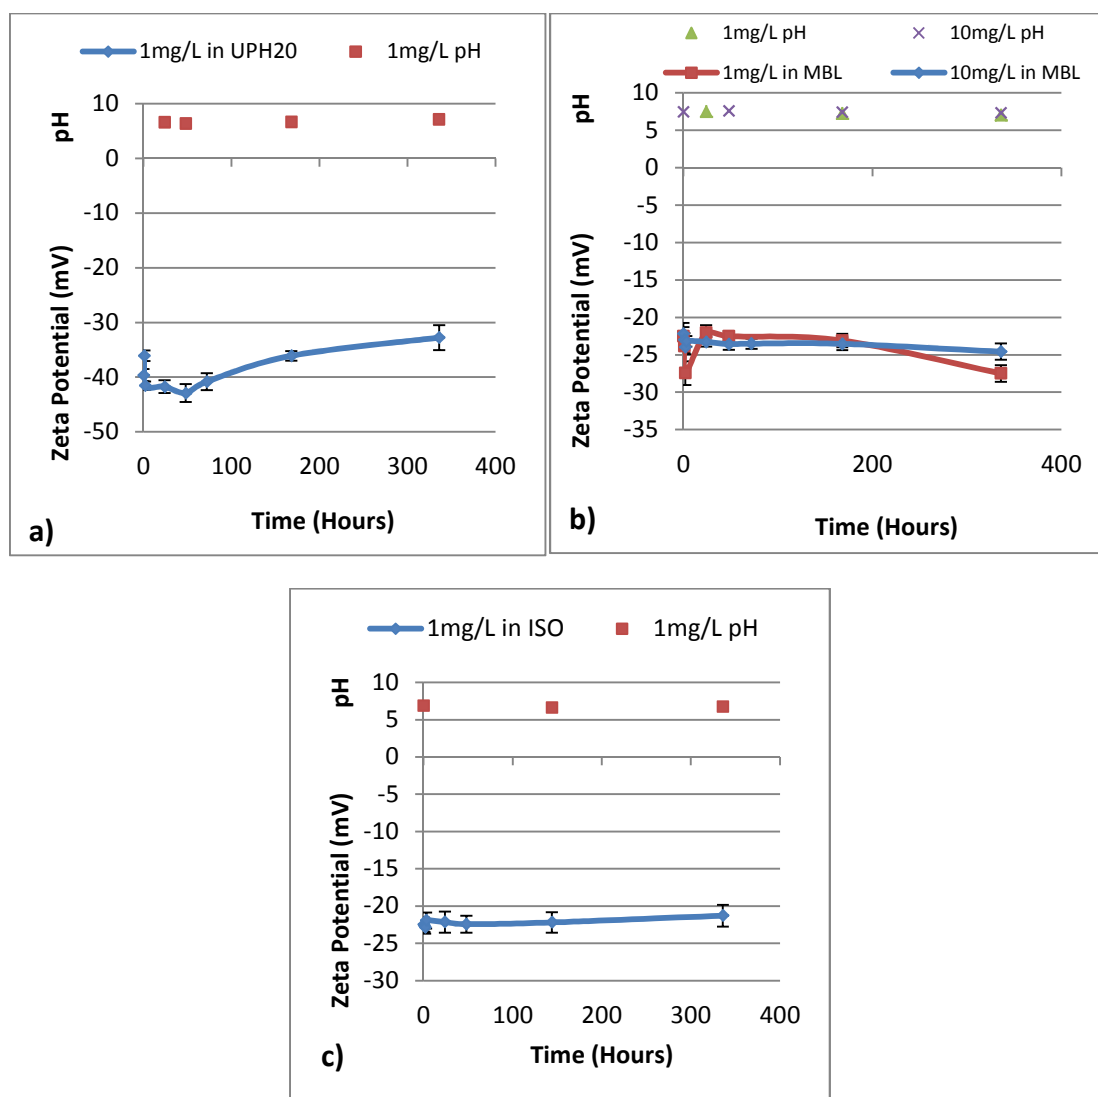 1mg/L in UPH20 1mg/L pH
10
0
-10
-20
-30
-40
-50
pH
Zeta Potential (mV)
0 100 200 300 400
Time (Hours)
a)
1mg/L pH 10mg/L pH
1mg/L in MBL 10mg/L in MBL
10
5
0
-5
-10
-15
-20
-25
-30
-35
pH
Zeta Potential (mV)
0 200 400
Time (Hours)
b)
1mg/L in ISO 1mg/L pH
10
5
0
-5
-10
-15
-20
-25
-30
pH
Zeta Potential (mV)
0 100 200 300 400
Time (Hours)
c)